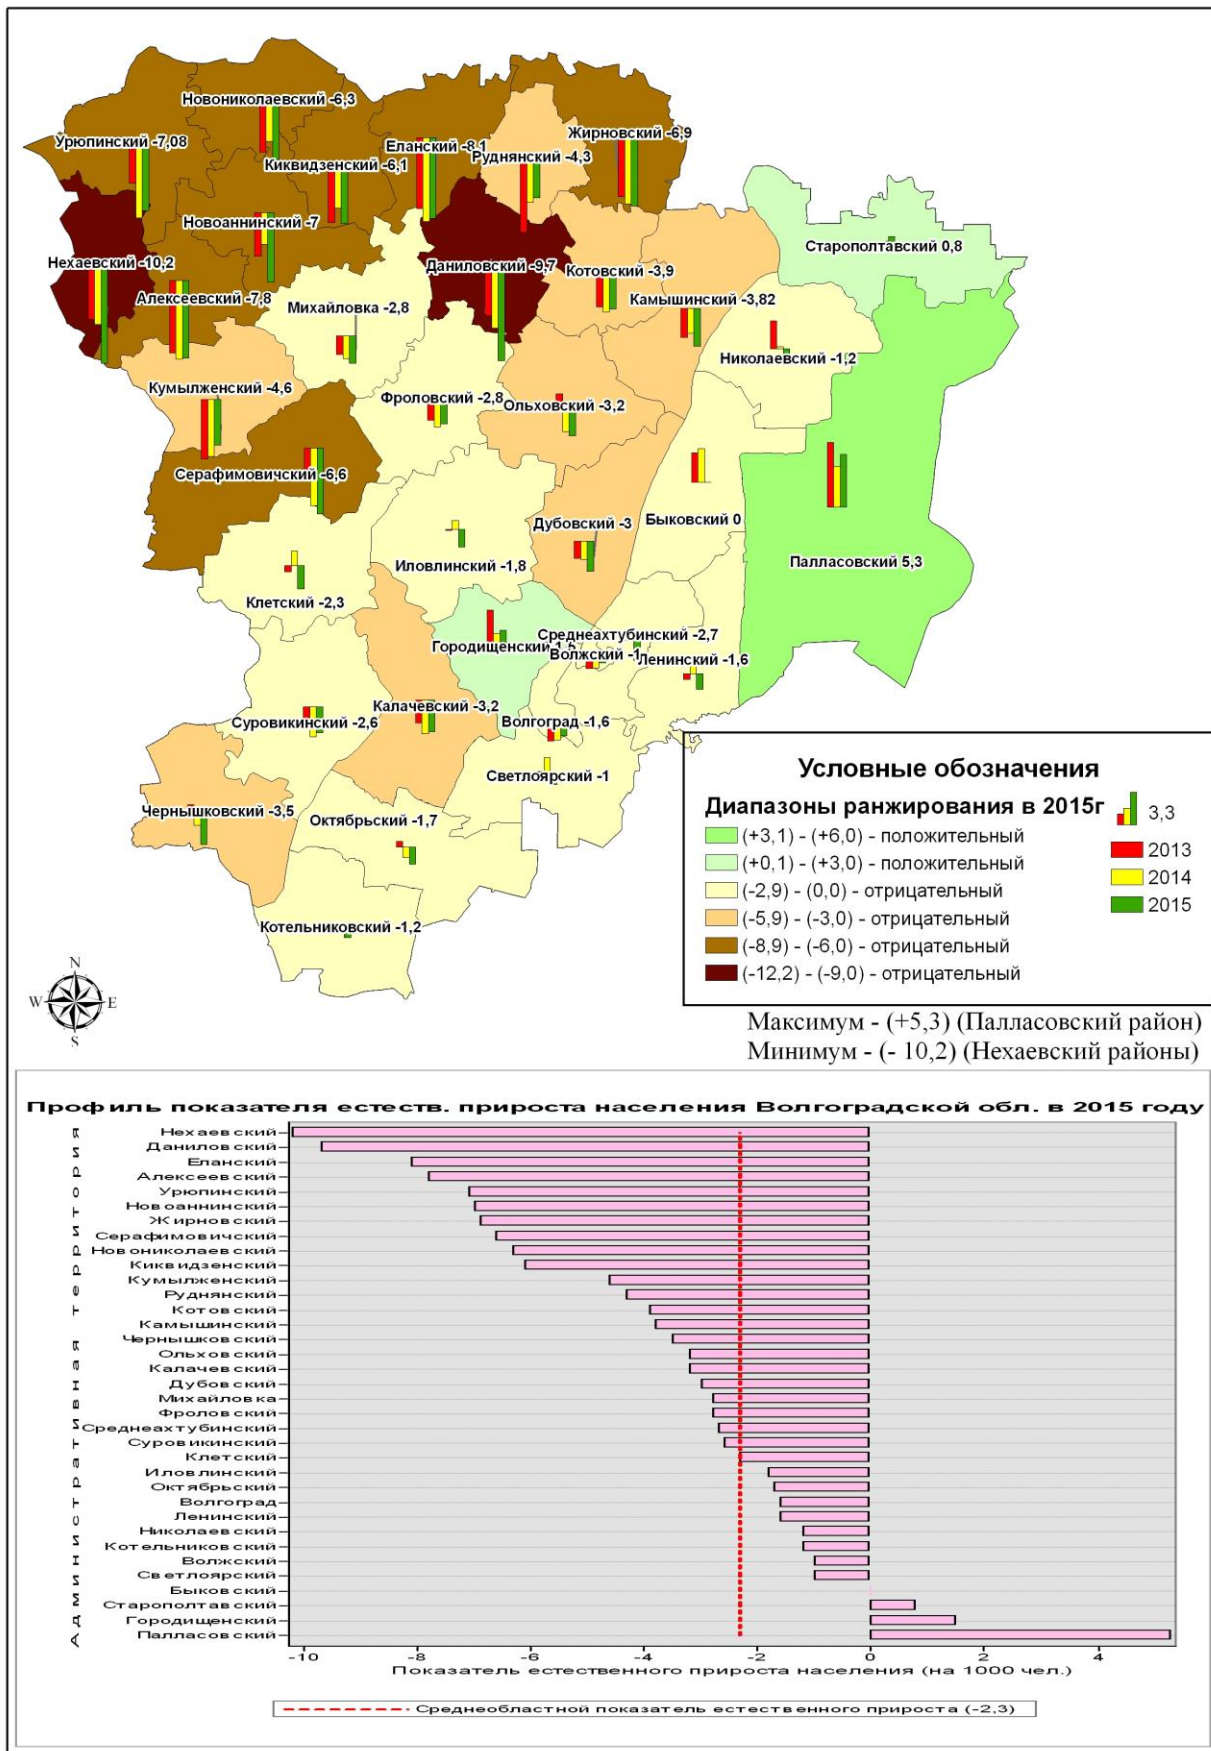 Новониколаевский -6,3
Урюпинский -7,08
Еланский -8,1
Жирновский -6,9
Руднянский -4,3
Киквидзенский -6,1
Новоаннинский -7
Старополтавский 0,8
Нехаевский -10,2
Даниловский -9,7
Котовский -3,9
Алексеевский -7,8
Камышинский -3,82
Михайловка -2,8
Николаевский -1,2
Кумылженский -4,6
Фроловский -2,8
Ольховский -3,2
Серафимовичский -6,6
Дубовский -3
Быковский 0
Палласовский 5,3
Иловлинский -1,8
Клетский -2,3
Среднеахтубинский -2,7
Городищенский 1,5
Волжский -1
Ленинский -1,6
Калачевский -3,2
Суровикинский -2,6
Волгоград -1,6
Светлоярский -1
Чернышковский -3,5
Октябрьский -1,7
Котельниковский -1,2
N
W
E
S
Условные обозначения
Диапазоны ранжирования в 2015г
(+3,1) - (+6,0) - положительный
(+0,1) - (+3,0) - положительный
(-2,9) - (0,0) - отрицательный
(-5,9) - (-3,0) - отрицательный
(-8,9) - (-6,0) - отрицательный
(-12,2) - (-9,0) - отрицательный
3,3
2013
2014
2015
Максимум - (+5,3) (Палласовский район)
Минимум - (- 10,2) (Нехаевский районы)
Профиль показателя естеств. прироста населения Волгоградской обл. в 2015 году
Административная территория
Нехаевский
Даниловский
Еланский
Алексеевский
Урюпинский
Новоаннинский
Жирновский
Серафимовичский
Новониколаевский
Киквидзенский
Кумылженский
Руднянский
Котовский
Камышинский
Чернышковский
Ольховский
Калачевский
Дубовский
Михайловка
Фроловский
Среднеахтубинский
Суровикинский
Клетский
Иловлинский
Октябрьский
Волгоград
Ленинский
Николаевский
Котельниковский
Волжский
Светлоярский
Быковский
Старополтавский
Городищенский
Палласовский
-10 -8 -6 -4 -2 0 2 4
Показатель естественного прироста населения (на 1000 чел.)
Среднеобластной показатель естественного прироста (-2,3)